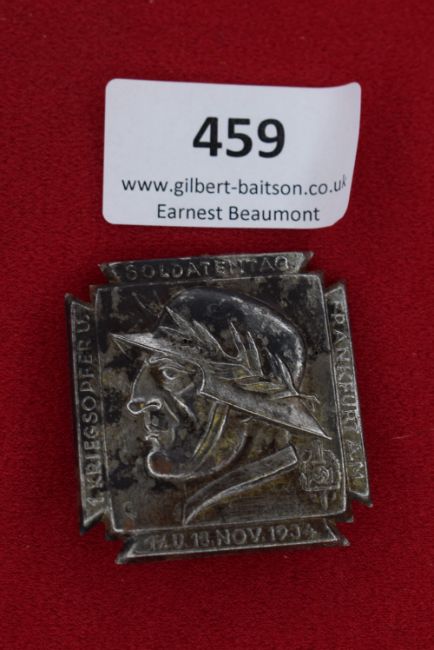 459
www.gilbert-baitson.co.uk
Earnest Beaumont
SOLDATENTAG
KRIEGSOPFER U.
FRANKFURT A.M.
17. U. 18. NOV. 1934